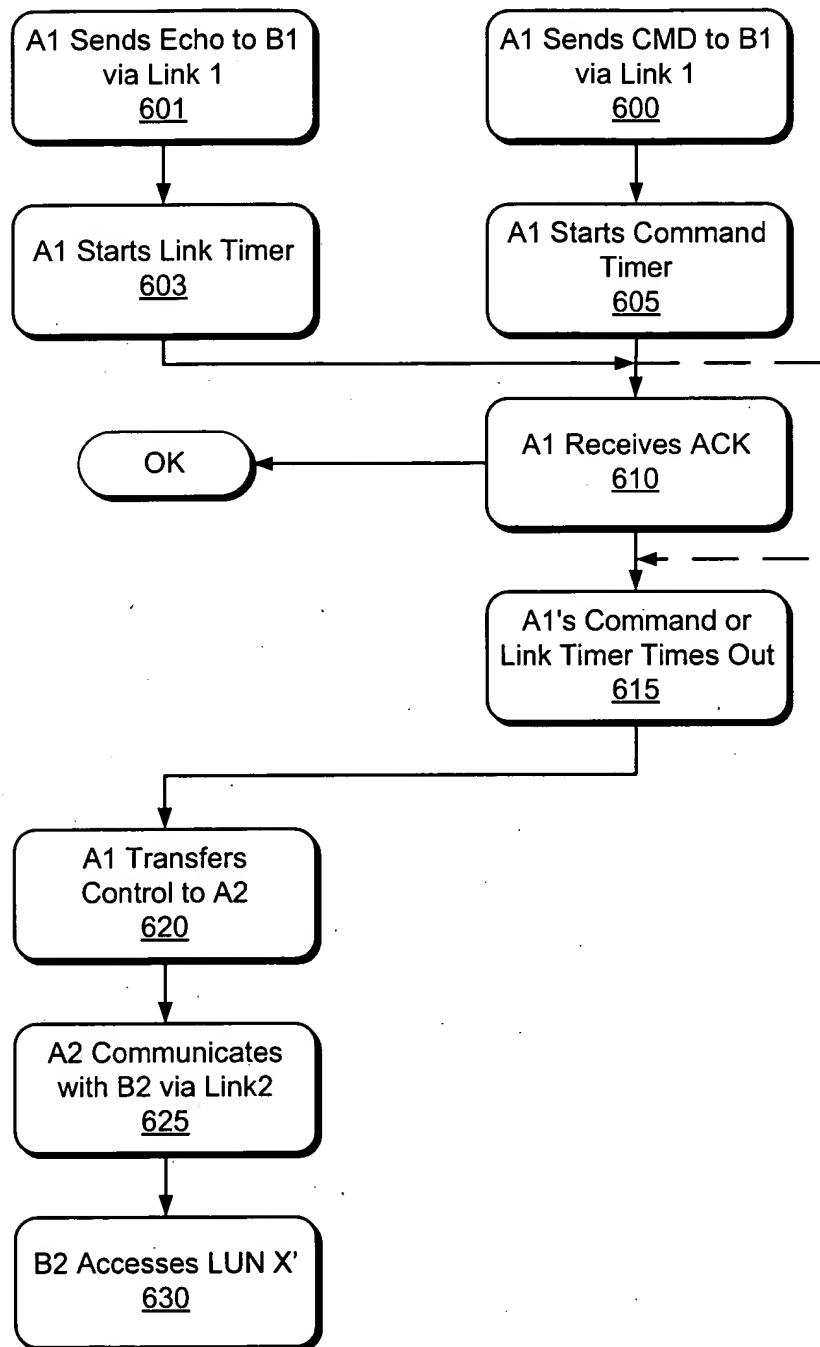 A1 Sends Echo to B1
via Link 1
601
A1 Sends CMD to B1
via Link 1
600
A1 Starts Link Timer
603
A1 Starts Command
Timer
605
OK
A1 Receives ACK
610
A1's Command or
Link Timer Times Out
615
A1 Transfers
Control to A2
620
A2 Communicates
with B2 via Link2
625
B2 Accesses LUN X'
630